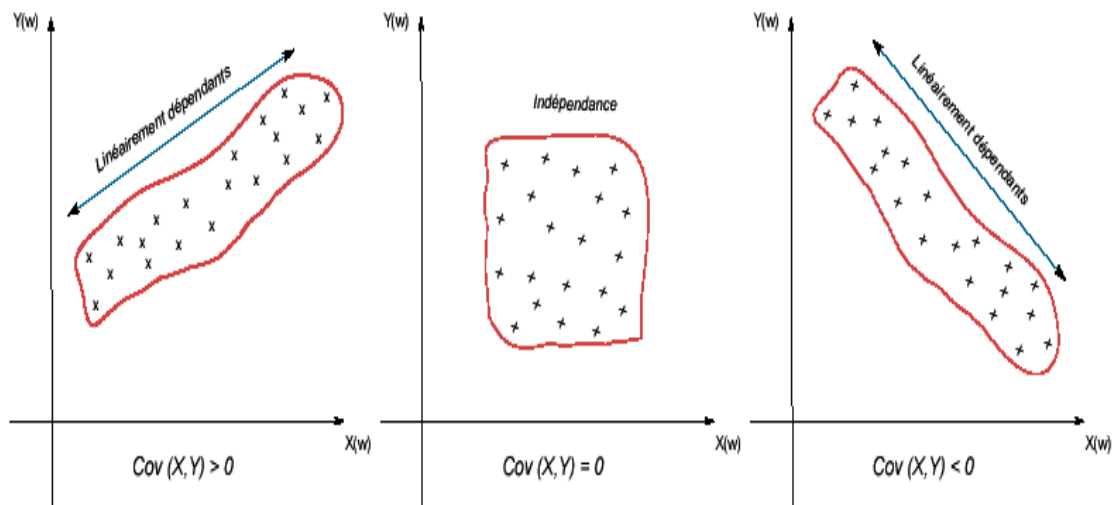 Y(w)
Linéairement dépendants
X(w)
Cov (X,Y) > 0
Y(w)
Indépendance
X(w)
Cov (X,Y) = 0
Y(w)
Linéairement dépendants
X(w)
Cov (X,Y) < 0